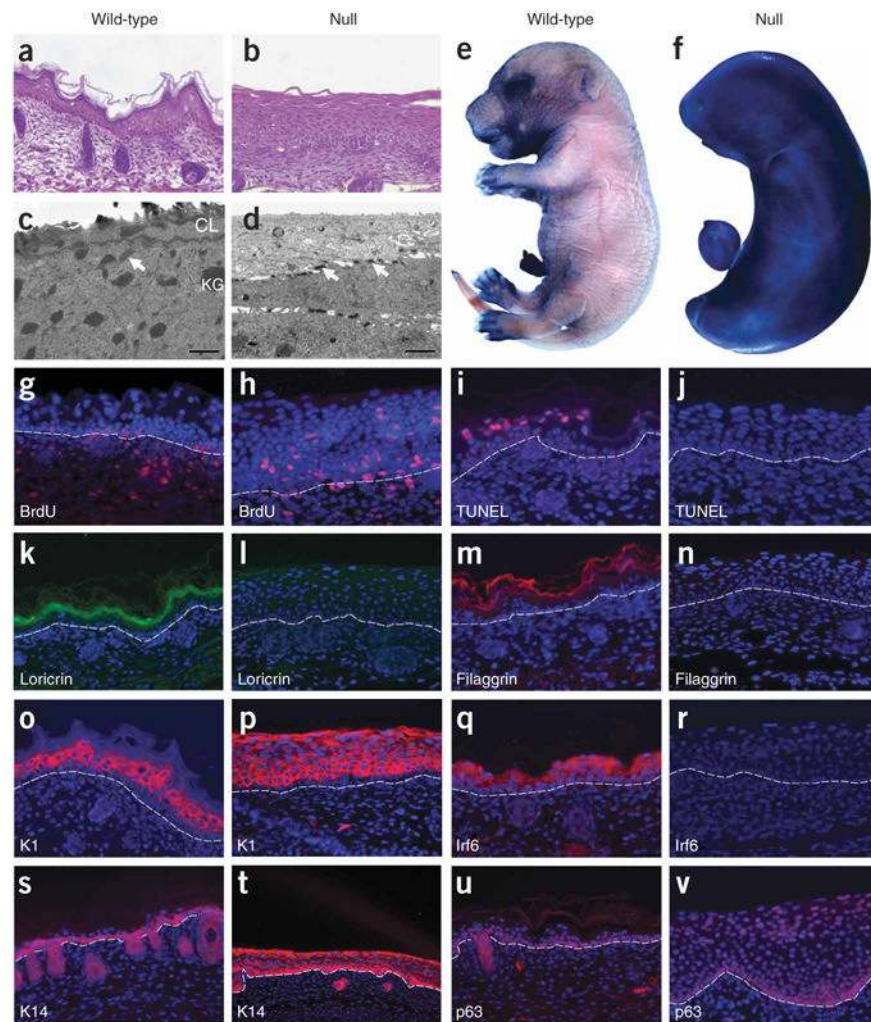 Wild-type Null Wild-type Null
a b e f
c d
CL
KG
g h i j
BrdU BrdU TUNEL TUNEL
k l m n
Loricrin Loricrin Filaggrin Filaggrin
o p q r
K1 K1 Irf6 Irf6
s t u v
K14 K14 p63 p63